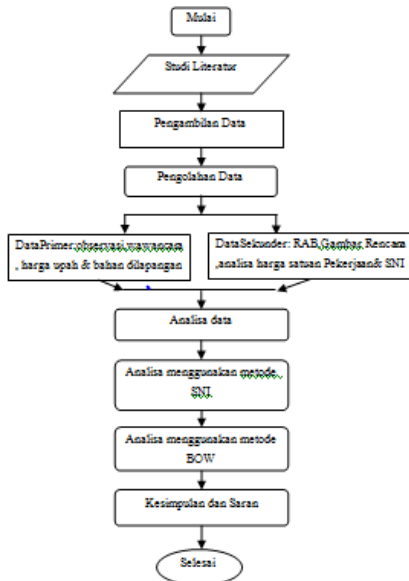 Mulai
Studi Literatur
Pengambilan Data
Pengolahan Data
DataPrimer:observasi,wawancara
, harga upah & bahan dilapangan
DataSekunder: RAB,Gambar Rencana
,analisa harga satuan Pekerjaan& SNI
Analisa data
Analisa menggunakan metode
SNI.
Analisa menggunakan metode
BOW
Kesimpulan dan Saran
Selesai